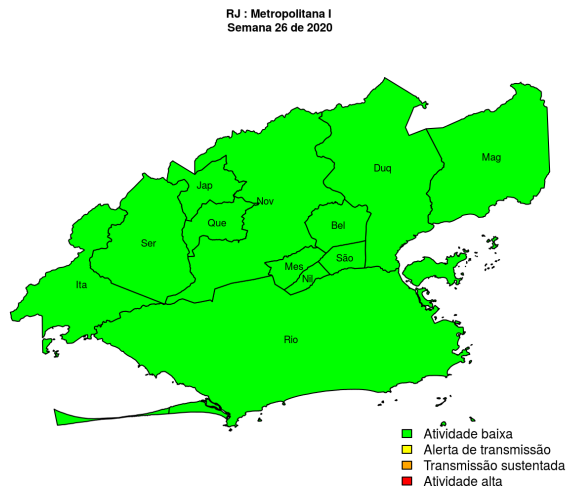 RJ : Metropolitana I
Semana 26 de 2020
Mag
Duq
Jap
Nov
Que
Bel
Ser
São
Mes
Nil
Ita
Rio
Atividade baixa
Alerta de transmissão
Transmissão sustentada
Atividade alta